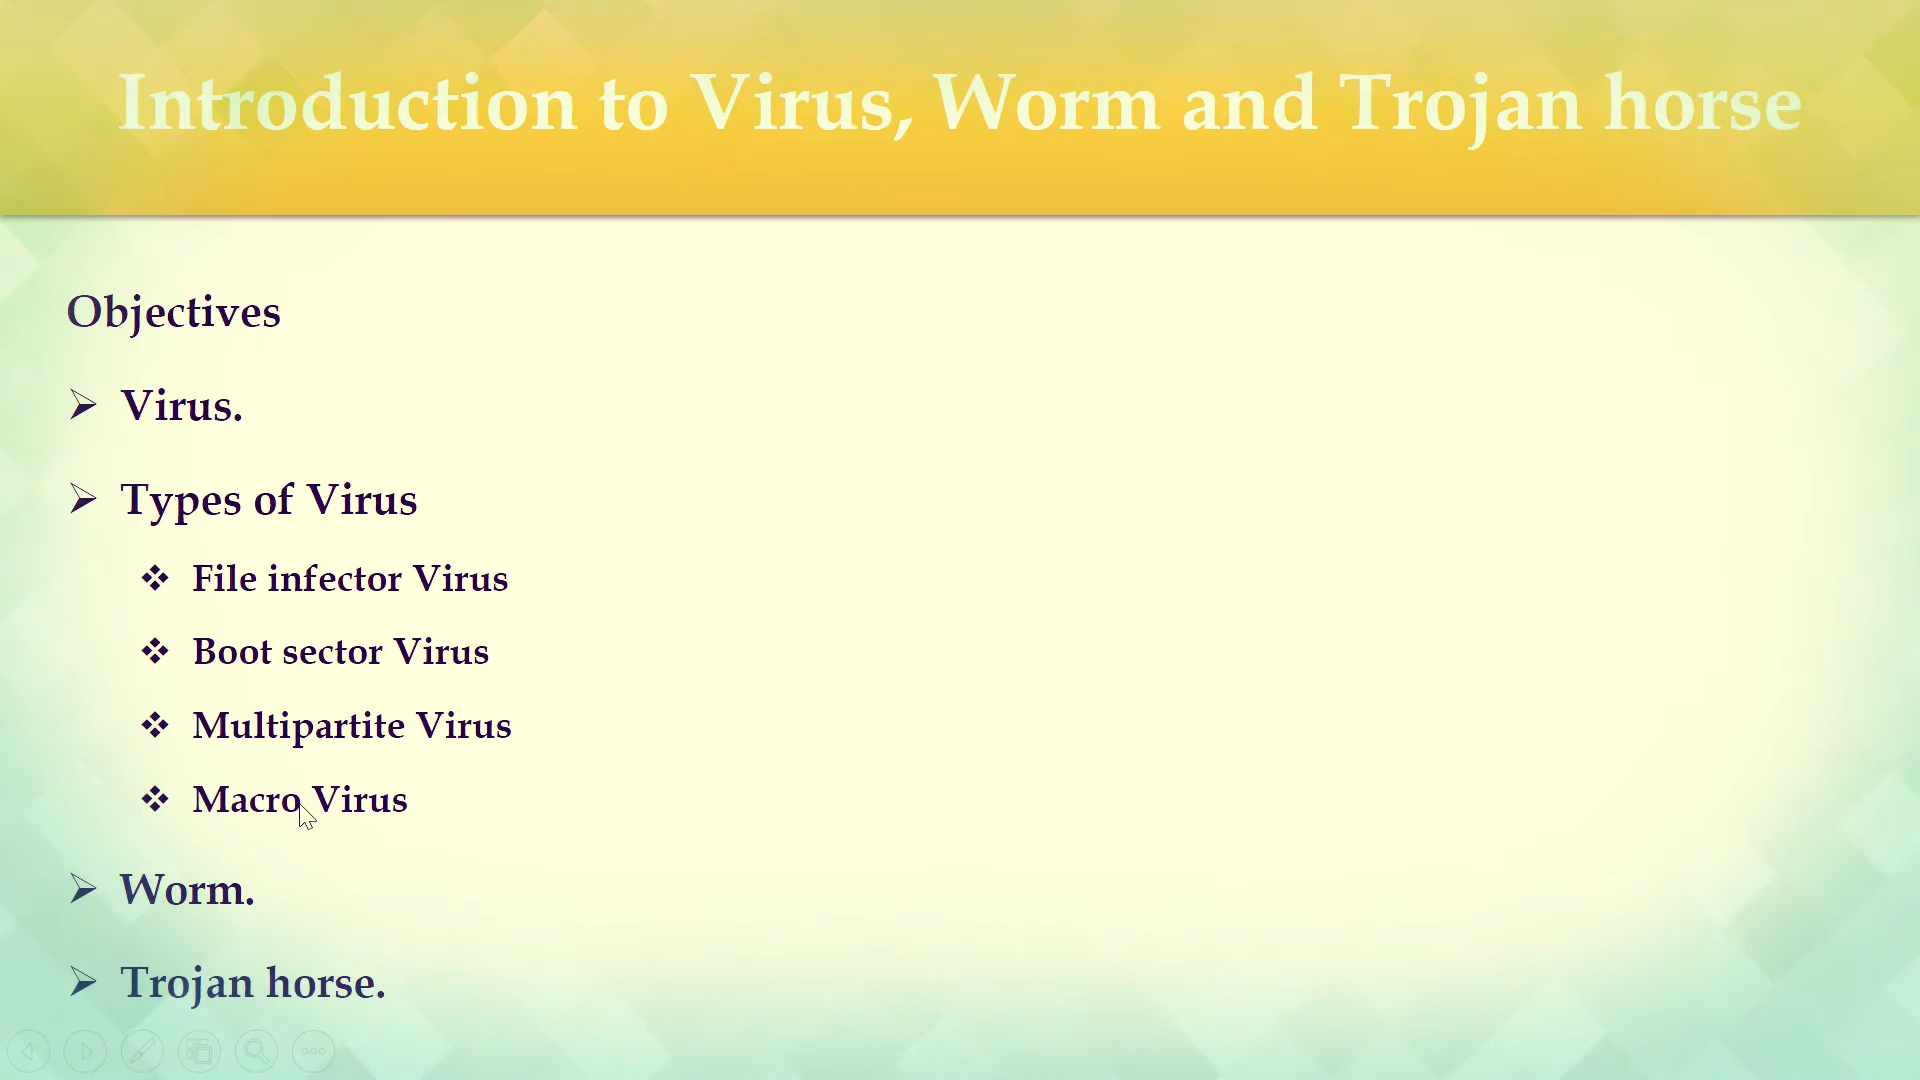 Introduction to Virus, Worm and Trojan horse
Objectives
Virus.
Types of Virus
File infector Virus
Boot sector Virus
Multipartite Virus
Macro Virus
Worm.
Trojan horse.